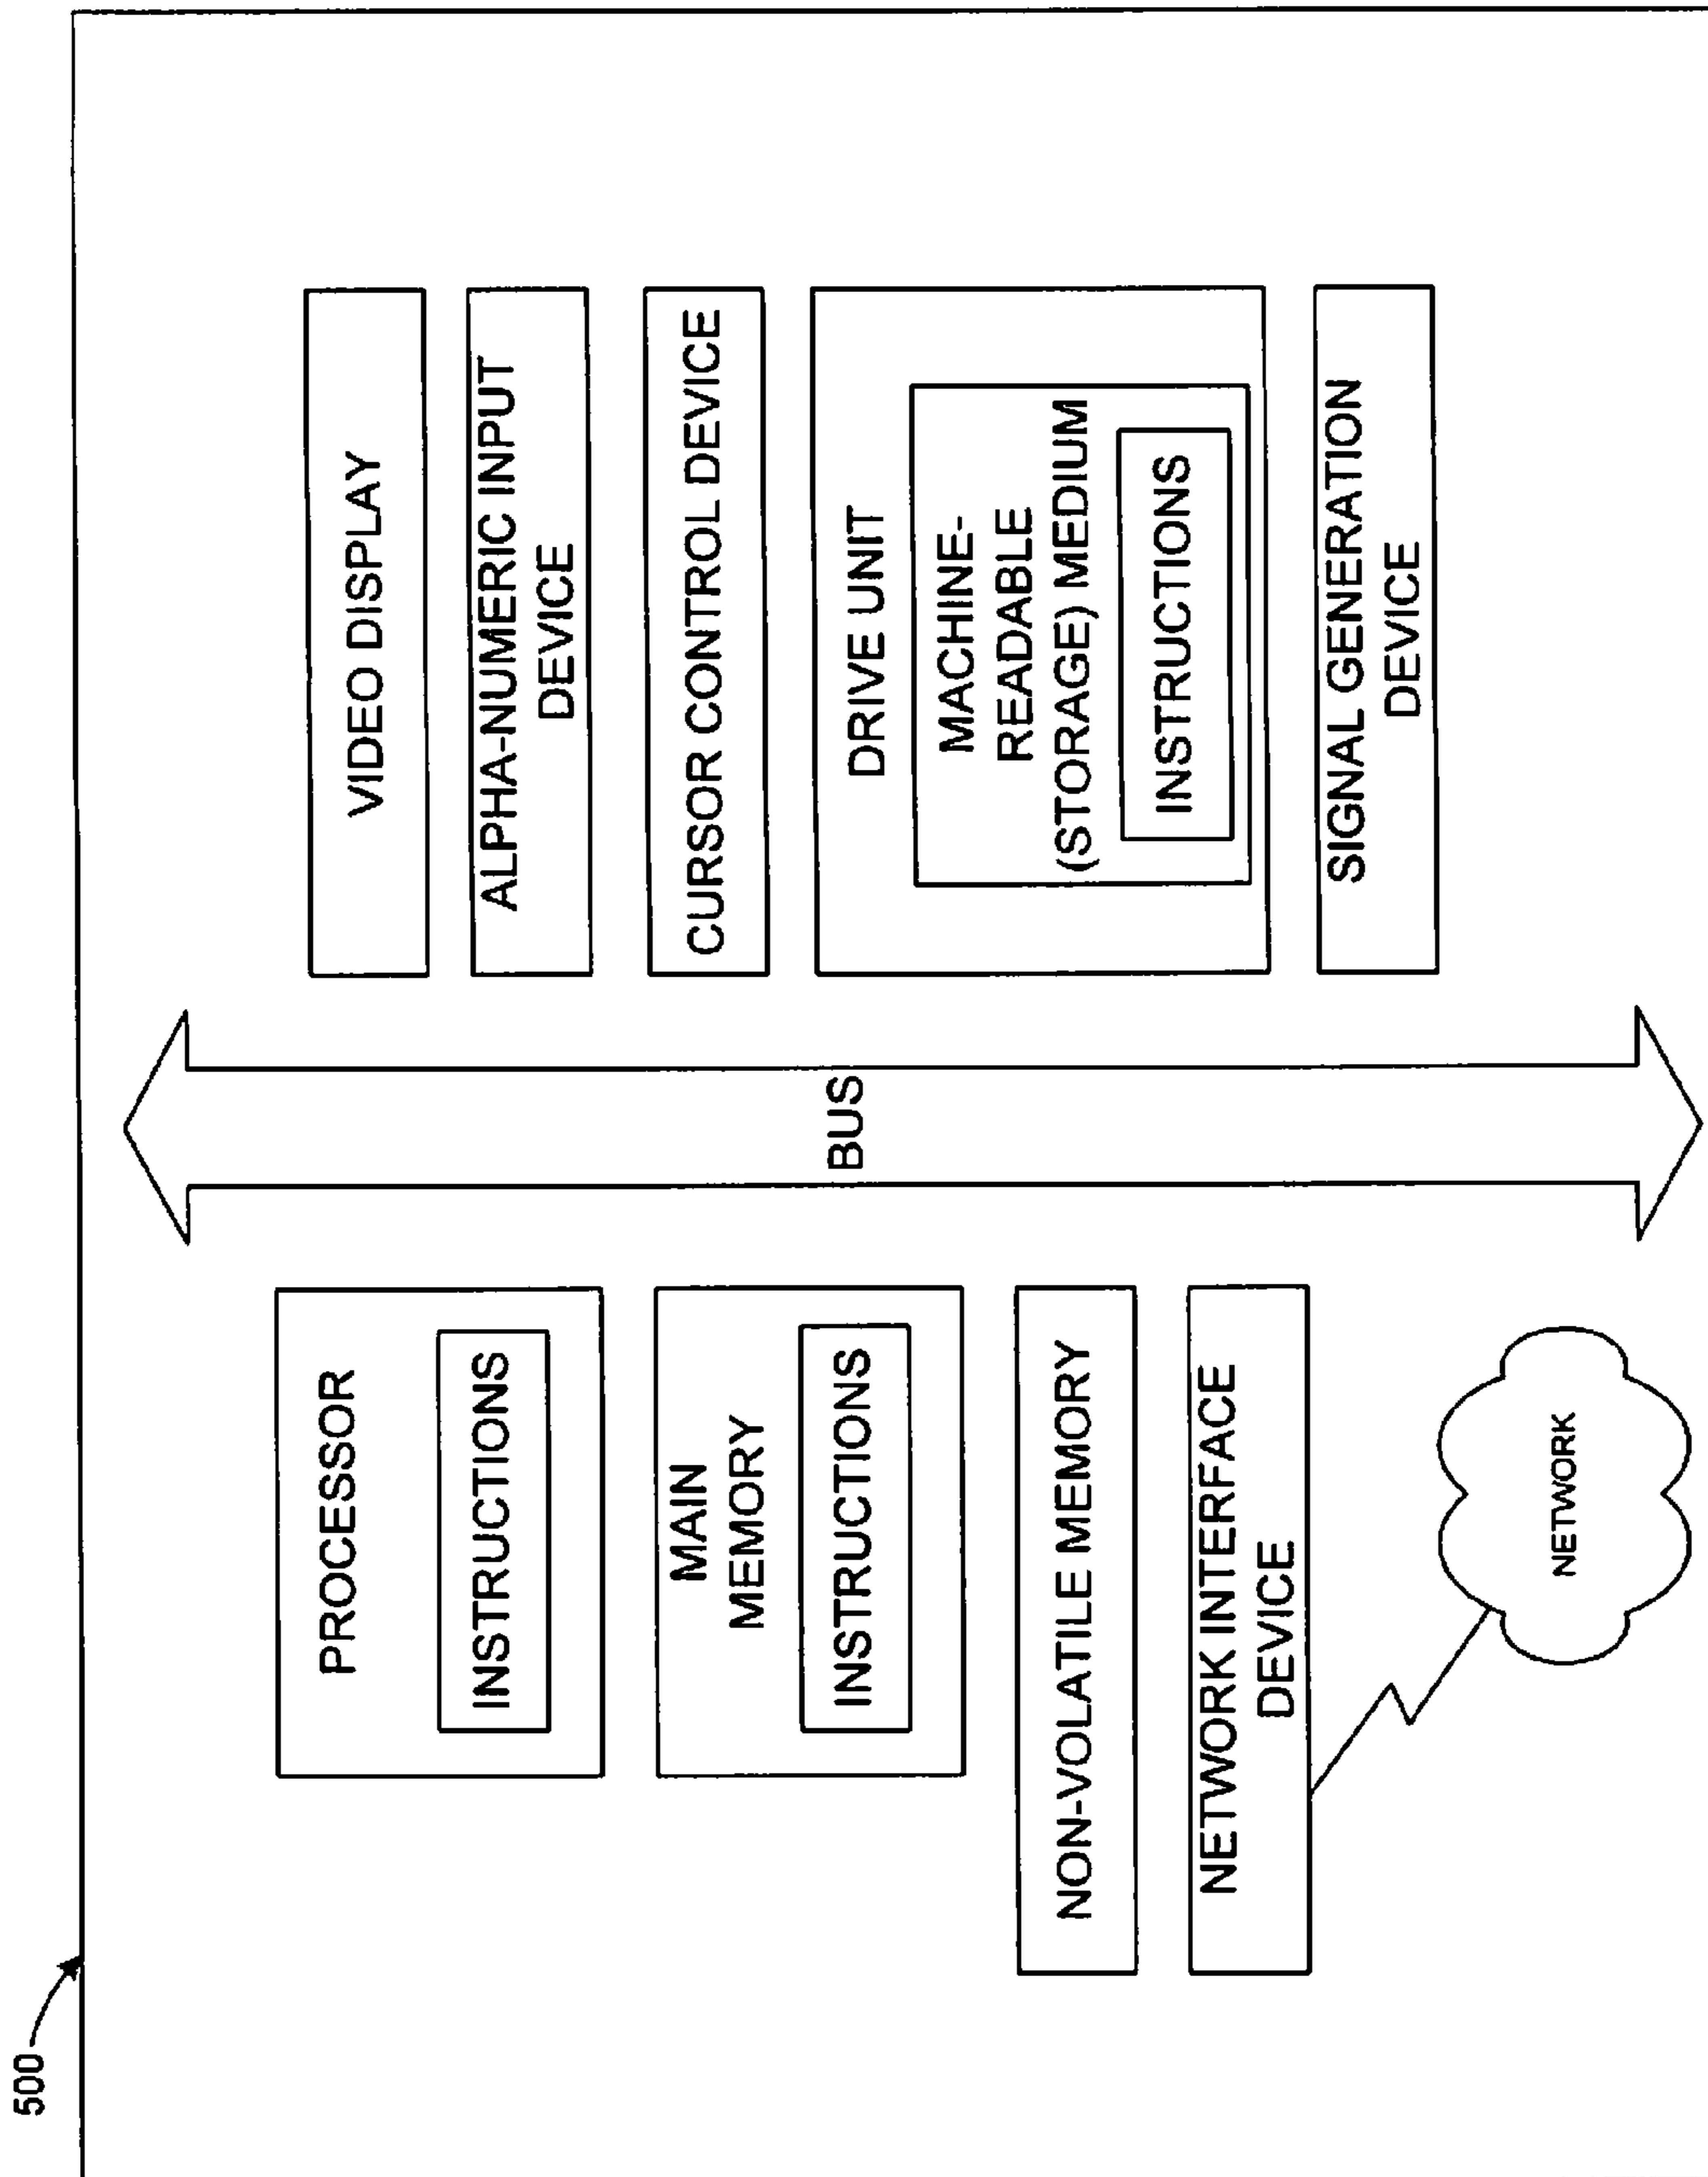 500
PROCESSOR
INSTRUCTIONS
MAIN
MEMORY
INSTRUCTIONS
NON-VOLATILE MEMORY
NETWORK INTERFACE
DEVICE
NETWORK
BUS
VIDEO DISPLAY
ALPHA-NUMERIC INPUT
DEVICE
CURSOR CONTROL DEVICE
DRIVE UNIT
MACHINE-
READABLE
(STORAGE) MEDIUM
INSTRUCTIONS
SIGNAL GENERATION
DEVICE